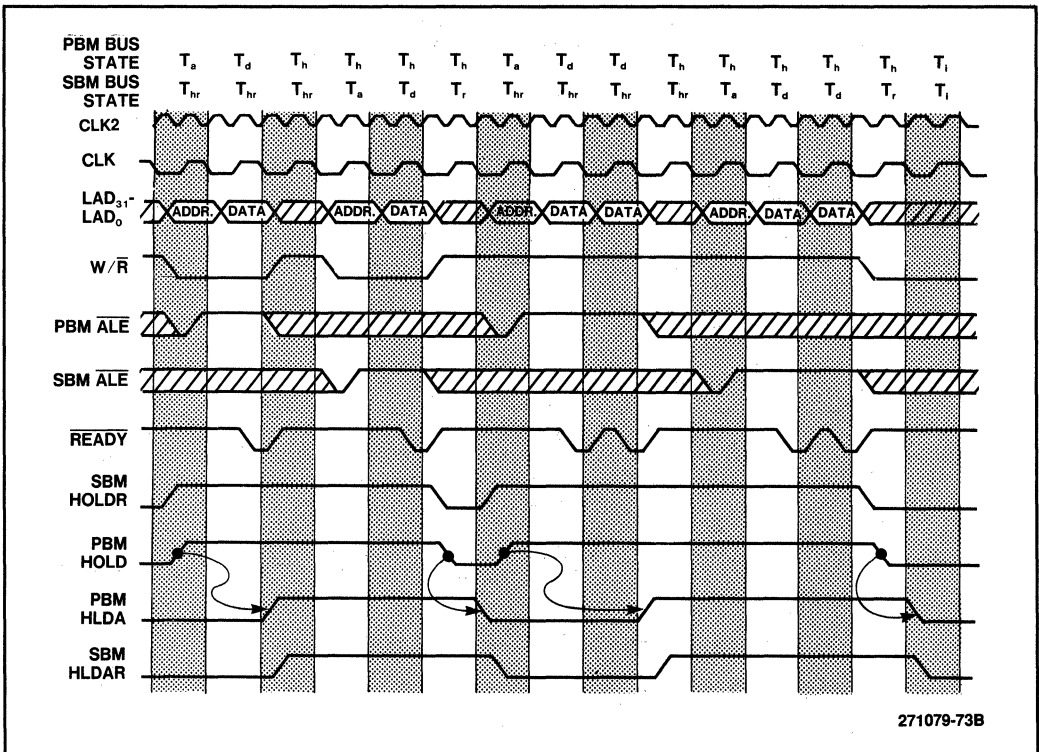 PBM BUS
STATE Ta Td Th Th Th Th Ta Td Td Th Th Th Th Th Ti
SBM BUS
STATE Thr Thr Thr Ta Td Tr Thr Thr Thr Thr Ta Td Td Tr Ti
CLK2
CLK
LAD31-
LAD0 ADDR. DATA ADDR. DATA ADDR. DATA DATA ADDR. DATA DATA
W/R̅
PBM A̅L̅E̅
SBM A̅L̅E̅
R̅E̅A̅D̅Y̅
SBM
HOLDR
PBM
HOLD
PBM
HLDA
SBM
HLDAR
271079-73B